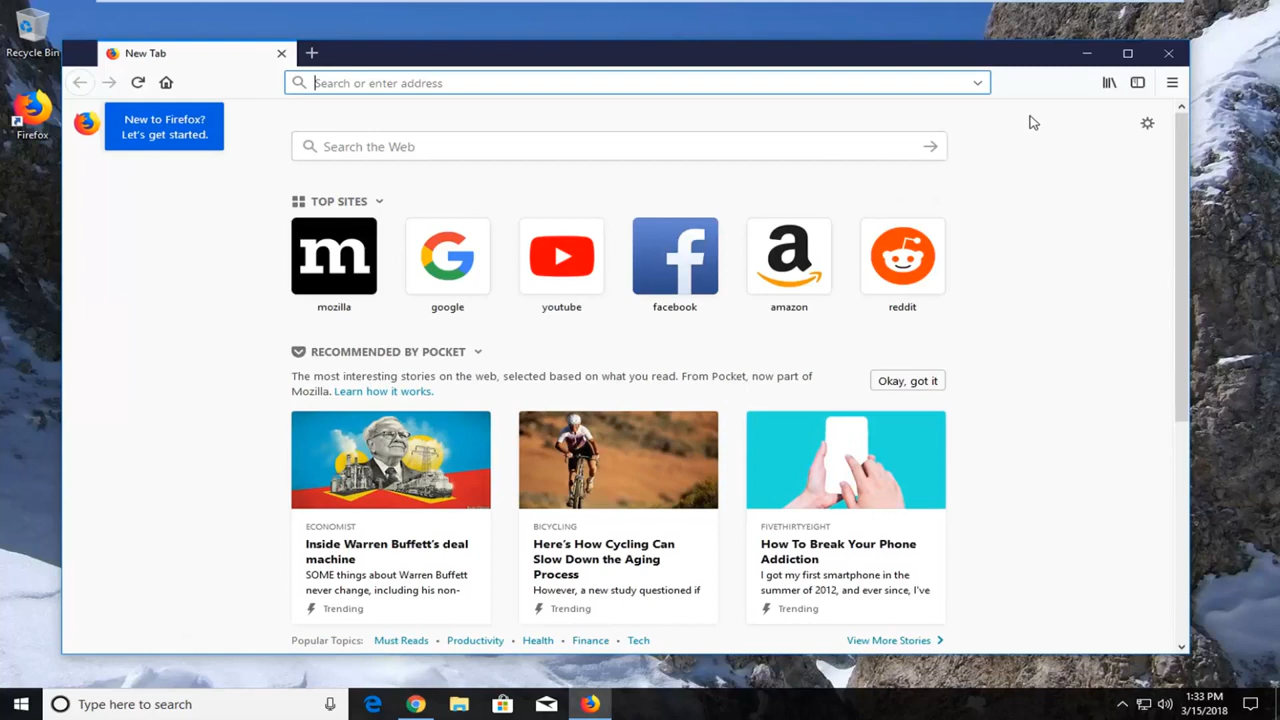 Recycle Bin
Firefox
New Tab
Search or enter address
New to Firefox?
Let's get started.
Search the Web
TOP SITES
m
mozilla
google
youtube
f
facebook
a
amazon
reddit
RECOMMENDED BY POCKET
The most interesting stories on the web, selected based on what you read. From Pocket, now part of
Mozilla. Learn how it works.
Okay, got it
ECONOMIST
Inside Warren Buffett's deal
machine
SOME things about Warren Buffett
never change, including his non-
Trending
BICYCLING
Here's How Cycling Can
Slow Down the Aging
Process
However, a new study questioned if
Trending
FIVETHIRTYEIGHT
How To Break Your Phone
Addiction
I got my first smartphone in the
summer of 2012, and ever since, I've
Trending
Popular Topics: Must Reads • Productivity • Health • Finance • Tech
View More Stories
Type here to search
1:33 PM
3/15/2018